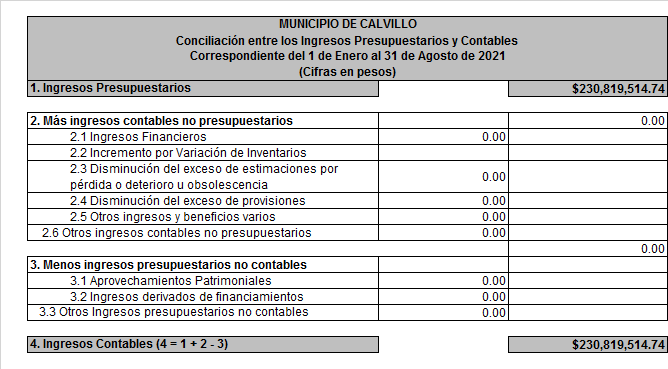 MUNICIPIO DE CALVILLO
Conciliación entre los Ingresos Presupuestarios y Contables
Correspondiente del 1 de Enero al 31 de Agosto de 2021
(Cifras en pesos)
1. Ingresos Presupuestarios $230,819,514.74
2. Más ingresos contables no presupuestarios 0.00
2.1 Ingresos Financieros 0.00
2.2 Incremento por Variación de Inventarios
2.3 Disminución del exceso de estimaciones por
pérdida o deterioro u obsolescencia 0.00
2.4 Disminución del exceso de provisiones 0.00
2.5 Otros ingresos y beneficios varios 0.00
2.6 Otros ingresos contables no presupuestarios 0.00
0.00
3. Menos ingresos presupuestarios no contables
3.1 Aprovechamientos Patrimoniales 0.00
3.2 Ingresos derivados de financiamientos 0.00
3.3 Otros Ingresos presupuestarios no contables 0.00
4. Ingresos Contables (4 = 1 + 2 - 3) $230,819,514.74